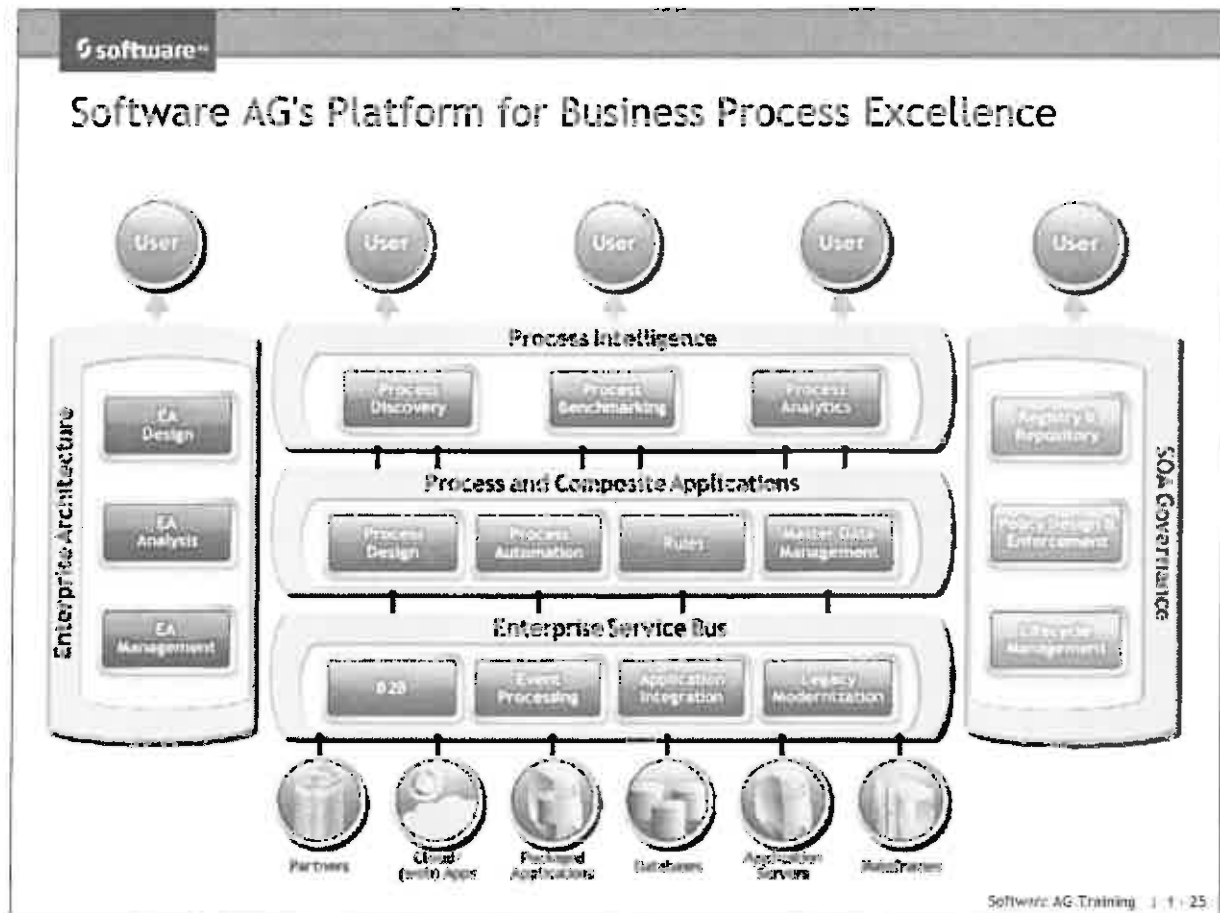 software AG
Software AG's Platform for Business Process Excellence
User
User
User
User
User
Enterprise Architecture
EA
Design
EA
Analysis
EA
Management
Process Intelligence
Process
Discovery
Process
Benchmarking
Process
Analytics
Process and Composite Applications
Process
Design
Process
Automation
Rules
Master Data
Management
Enterprise Service Bus
B2B
Event
Processing
Application
Integration
Legacy
Modernization
SOA Governance
Registry &
Repository
Policy Design &
Enforcement
Lifecycle
Management
Partners
Cloud
(web) Apps
Packaged
Applications
Databases
Application
Servers
Mainframes
Software AG Training | 1 - 25